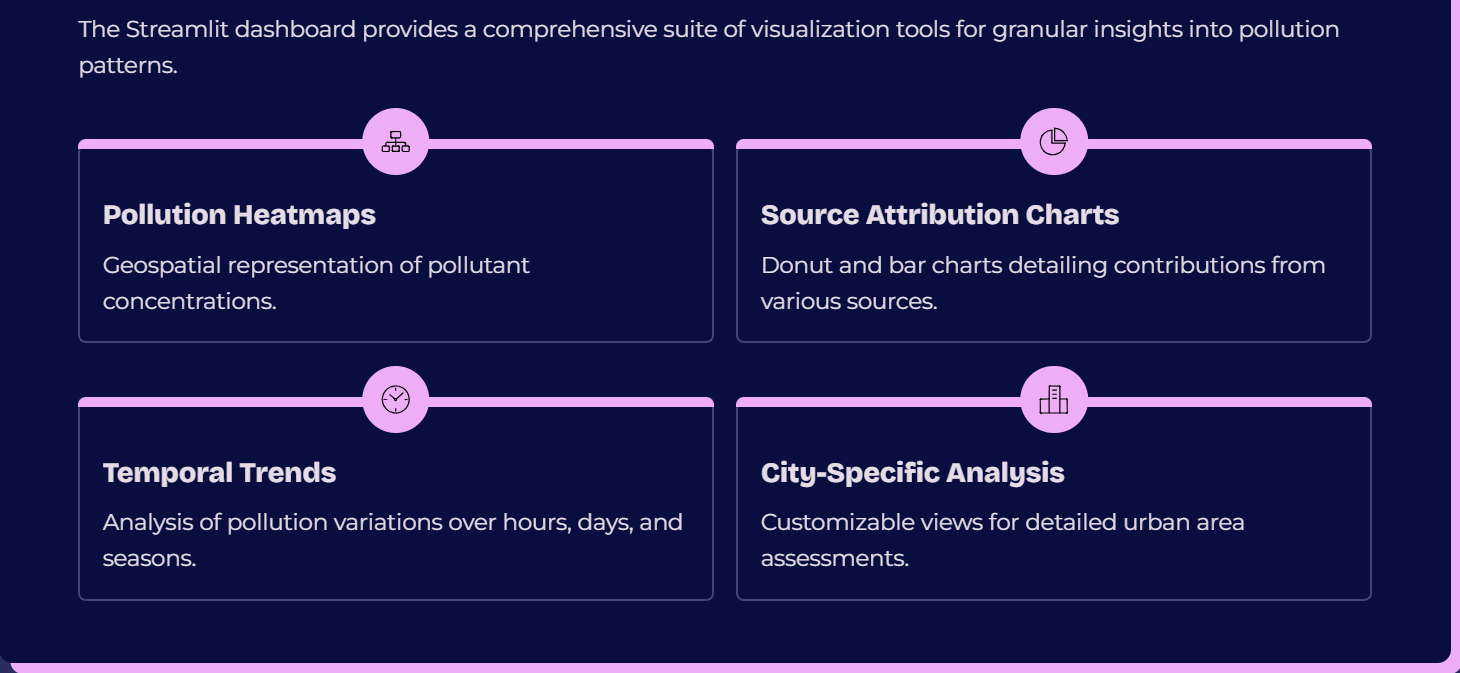 The Streamlit dashboard provides a comprehensive suite of visualization tools for granular insights into pollution
patterns.
Pollution Heatmaps
Geospatial representation of pollutant
concentrations.
Source Attribution Charts
Donut and bar charts detailing contributions from
various sources.
Temporal Trends
Analysis of pollution variations over hours, days, and
seasons.
City-Specific Analysis
Customizable views for detailed urban area
assessments.